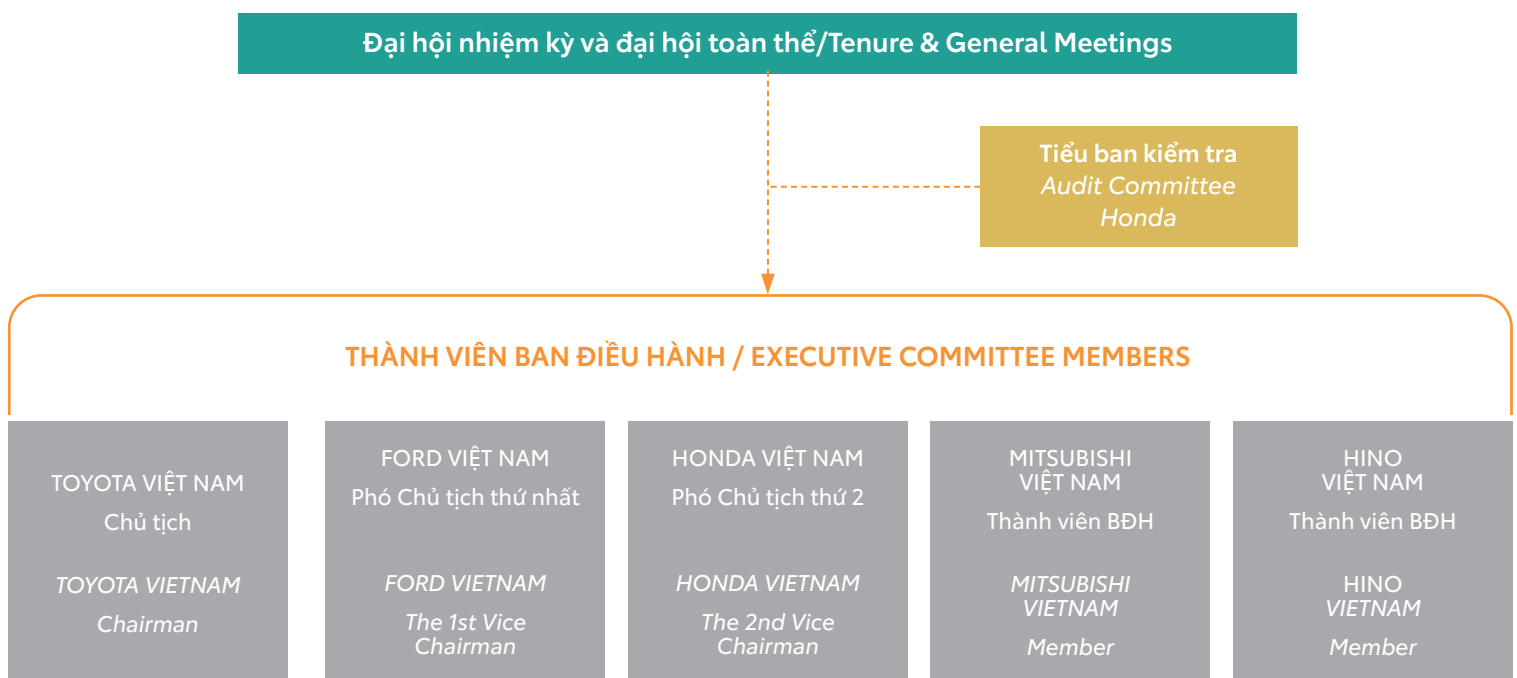 Đại hội nhiệm kỳ và đại hội toàn thể/Tenure & General Meetings
Tiểu ban kiểm tra
Audit Committee
Honda
THÀNH VIÊN BAN ĐIỀU HÀNH / EXECUTIVE COMMITTEE MEMBERS
TOYOTA VIỆT NAM
Chủ tịch
TOYOTA VIETNAM
Chairman
FORD VIỆT NAM
Phó Chủ tịch thứ nhất
FORD VIETNAM
The 1st Vice
Chairman
HONDA VIỆT NAM
Phó Chủ tịch thứ 2
HONDA VIETNAM
The 2nd Vice
Chairman
MITSUBISHI
VIỆT NAM
Thành viên BĐH
MITSUBISHI
VIETNAM
Member
HINO
VIỆT NAM
Thành viên BĐH
HINO
VIETNAM
Member